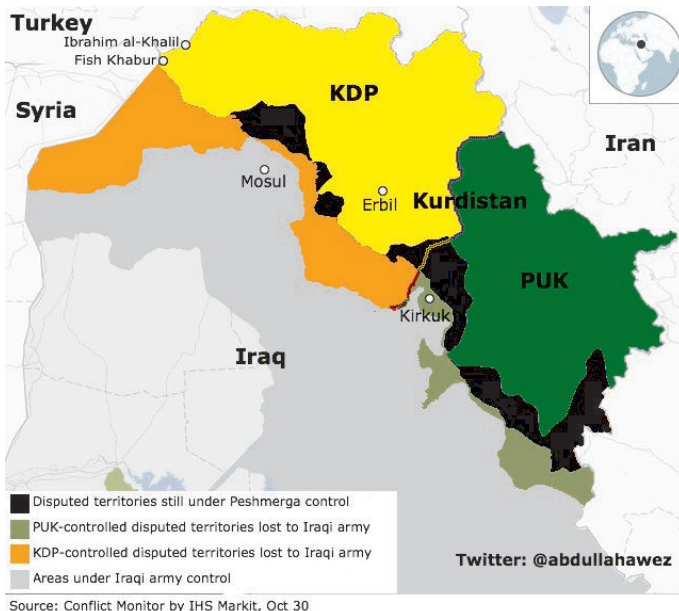 Turkey
Ibrahim al-Khalil
Fish Khabur
KDP
Syria
Iran
Mosul
Erbil
Kurdistan
PUK
Kirkuk
Iraq
Disputed territories still under Peshmerga control
PUK-controlled disputed territories lost to Iraqi army
KDP-controlled disputed territories lost to Iraqi army
Areas under Iraqi army control
Twitter: @abdullahawez
Source: Conflict Monitor by IHS Markit, Oct 30